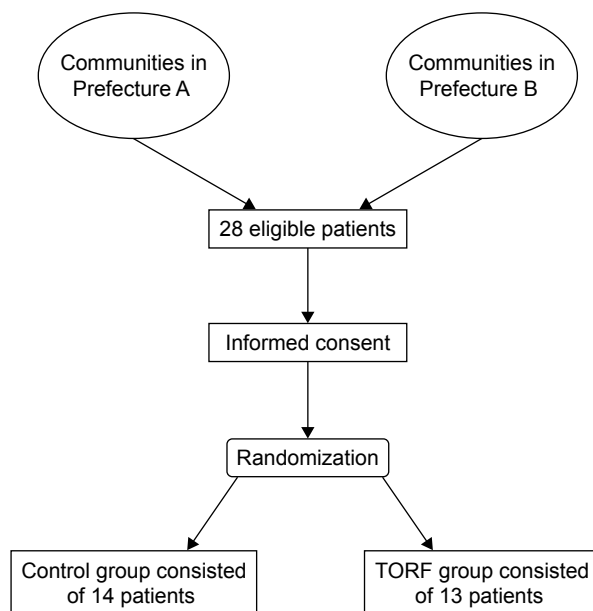 Communities in
Prefecture A
Communities in
Prefecture B
28 eligible patients
Informed consent
Randomization
Control group consisted
of 14 patients
TORF group consisted
of 13 patients